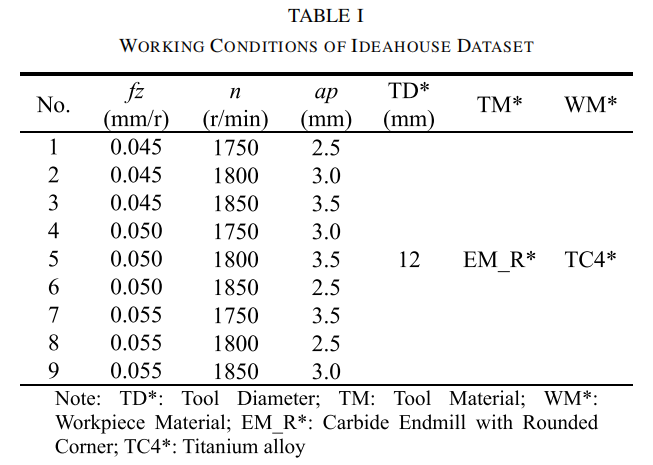 TABLE I
WORKING CONDITIONS OF IDEAHOUSE DATASET
No. fz (mm/r) n (r/min) ap (mm) TD* (mm) TM* WM*
1 0.045 1750 2.5
2 0.045 1800 3.0
3 0.045 1850 3.5
4 0.050 1750 3.0
5 0.050 1800 3.5 12 EM_R* TC4*
6 0.050 1850 2.5
7 0.055 1750 3.5
8 0.055 1800 2.5
9 0.055 1850 3.0
Note: TD*: Tool Diameter; TM: Tool Material; WM*:
Workpiece Material; EM_R*: Carbide Endmill with Rounded
Corner; TC4*: Titanium alloy